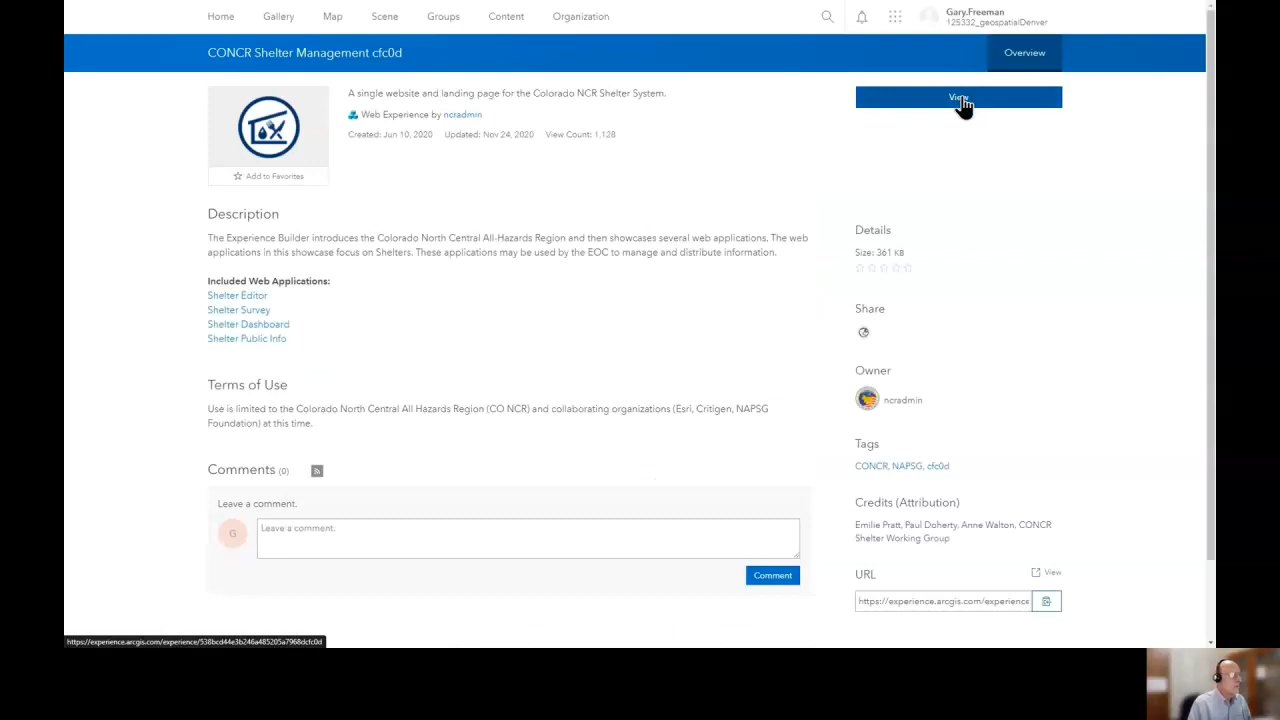 Home Gallery Map Scene Groups Content Organization
Gary.Freeman
125332_geospatialDenver
CONCR Shelter Management cfc0d
Overview
A single website and landing page for the Colorado NCR Shelter System.
View
Web Experience by ncradmin
Created: Jun 10, 2020 Updated: Nov 24, 2020 View Count: 1,128
Add to Favorites
Description
The Experience Builder introduces the Colorado North Central All-Hazards Region and then showcases several web applications. The web
applications in this showcase focus on Shelters. These applications may be used by the EOC to manage and distribute information.
Included Web Applications:
Shelter Editor
Shelter Survey
Shelter Dashboard
Shelter Public Info
Terms of Use
Use is limited to the Colorado North Central All Hazards Region (CO NCR) and collaborating organizations (Esri, Critigen, NAPSG
Foundation) at this time.
Comments (0)
Leave a comment.
G
Leave a comment.
Comment
Details
Size: 361 KB
Share
Owner
ncradmin
Tags
CONCR, NAPSG, cfc0d
Credits (Attribution)
Emilie Pratt, Paul Doherty, Anne Walton, CONCR
Shelter Working Group
URL
View
https://experience.arcgis.com/experience
https://experience.arcgis.com/experience/538bcd44e3b246a485205a7968dcfc0d